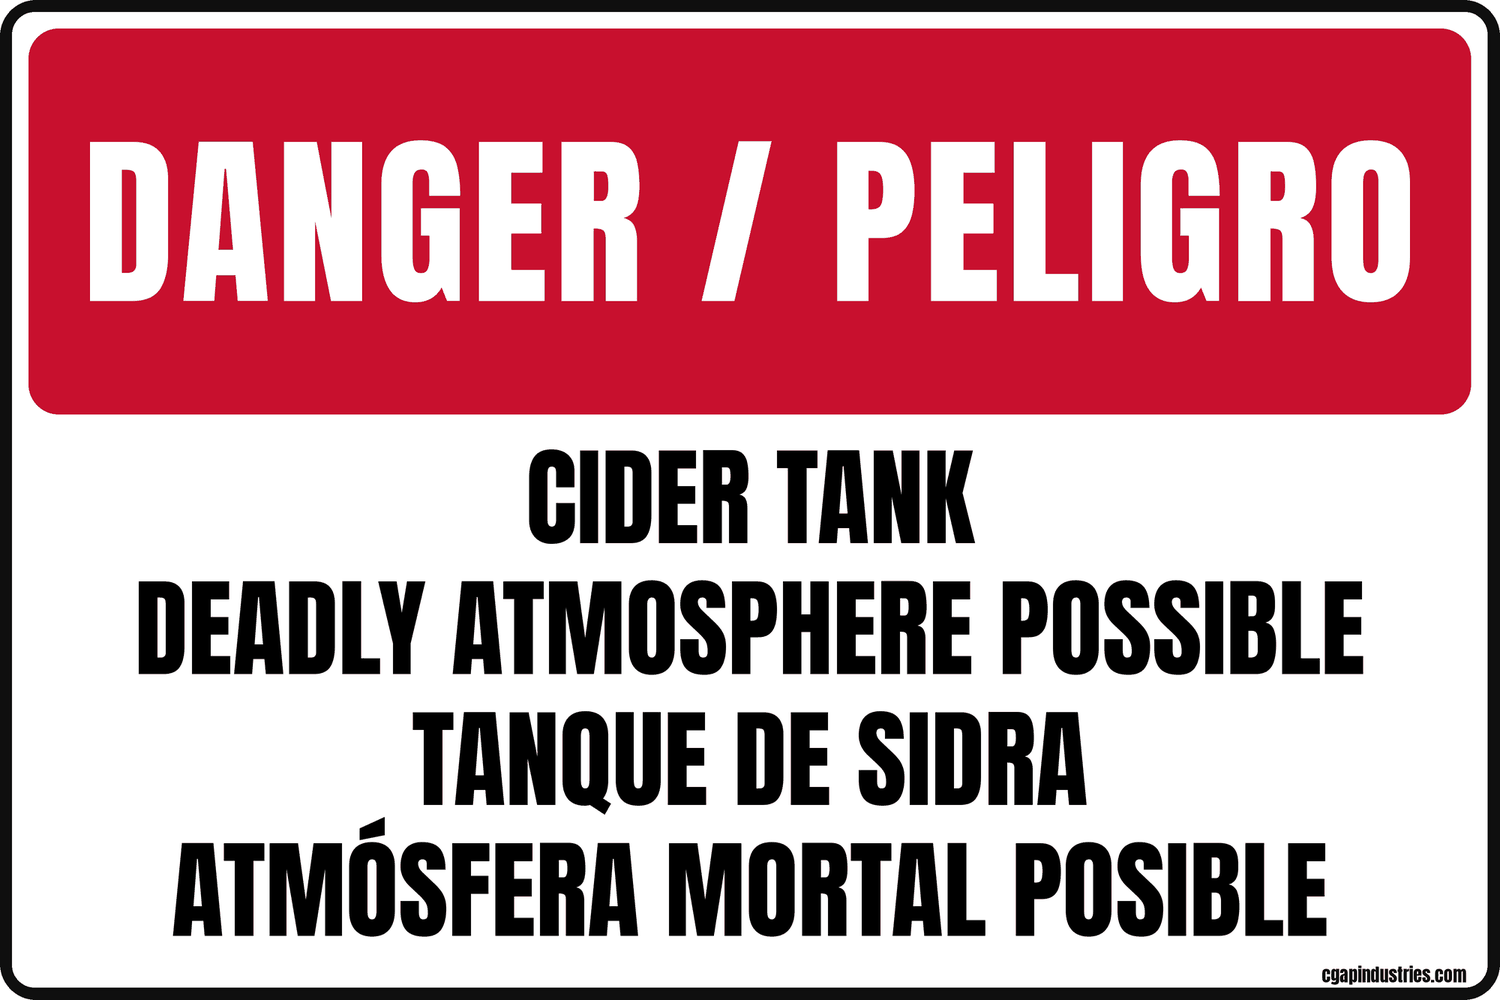 DANGER / PELIGRO
CIDER TANK
DEADLY ATMOSPHERE POSSIBLE
TANQUE DE SIDRA
ATMÓSFERA MORTAL POSIBLE
cgapindustries.com